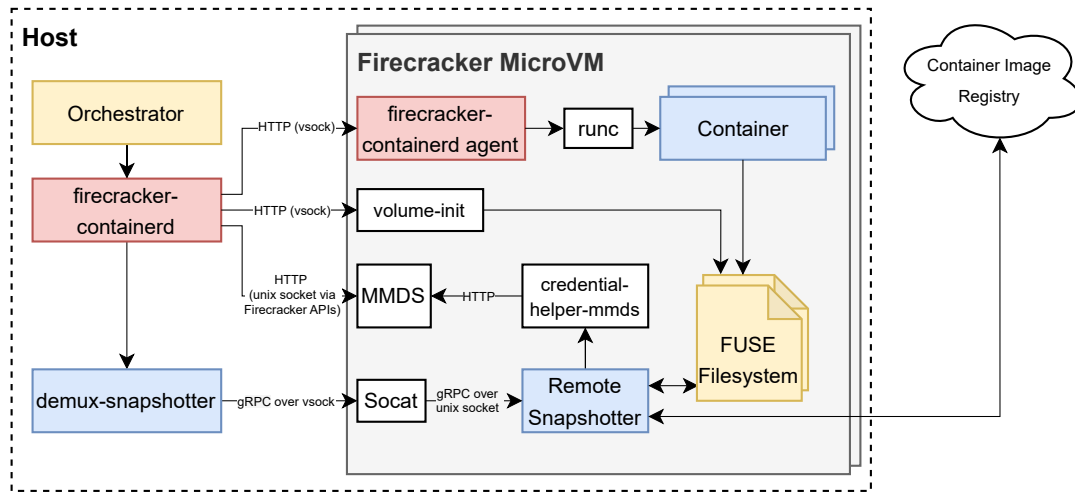 Host
Firecracker MicroVM
Container Image
Registry
Orchestrator
HTTP (vsock)
firecracker-
containerd agent
runc
Container
firecracker-
containerd
HTTP (vsock)
volume-init
HTTP
(unix socket via
Firecracker APIs)
MMDS
HTTP
credential-
helper-mmds
FUSE
Filesystem
demux-snapshotter
gRPC over vsock
Socat
gRPC over
unix socket
Remote
Snapshotter